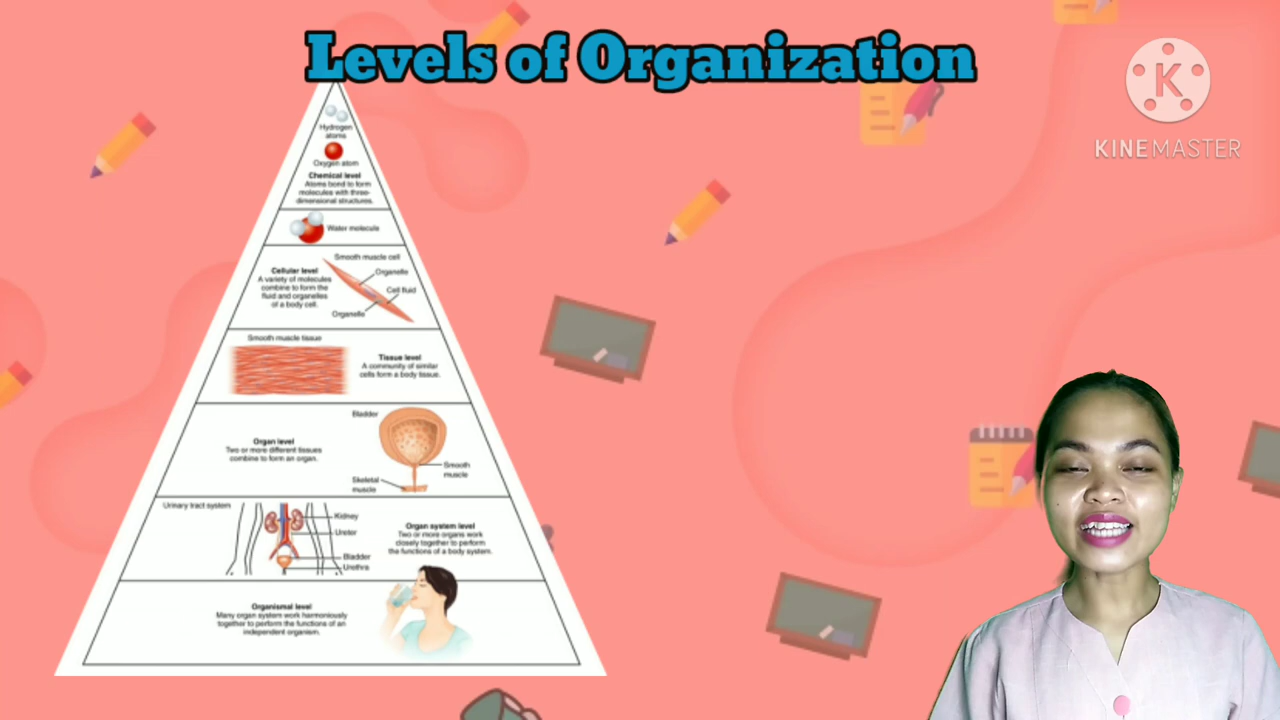 Levels of Organization
K
KINEMASTER
Hydrogen
atoms
Oxygen atom
Chemical level
Atoms bond to form
molecules with three-
dimensional structures.
Water molecule
Smooth muscle cell
Cellular level
A variety of molecules
combine to form the
fluid and organelles
of a body cell.
Organelle
Cell fluid
Organelle
Smooth muscle tissue
Tissue level
A community of similar
cells form a body tissue.
Bladder
Organ level
Two or more different tissues
combine to form an organ.
Smooth
muscle
Skeletal
muscle
Urinary tract system
Kidney
Ureter
Bladder
Urethra
Organ system level
Two or more organs work
closely together to perform
the functions of a body system.
Organismal level
Many organ system work harmoniously
together to perform the functions of an
independent organism.